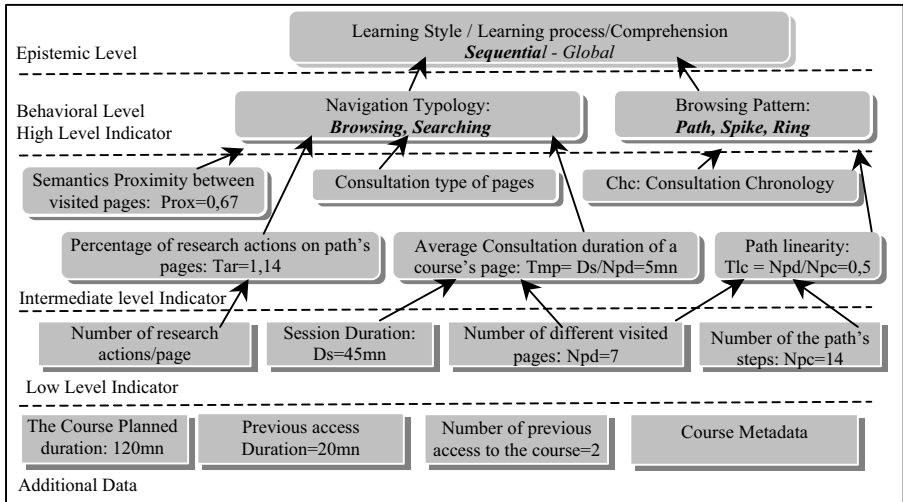 Learning Style / Learning process/Comprehension
Sequential - Global
Epistemic Level
Behavioral Level
High Level Indicator
Navigation Typology:
Browsing, Searching
Browsing Pattern:
Path, Spike, Ring
Semantics Proximity between
visited pages: Prox=0,67
Consultation type of pages
Chc: Consultation Chronology
Percentage of research actions on path's
pages: Tar=1,14
Average Consultation duration of a
course's page: Tmp= Ds/Npd=5mn
Path linearity:
Tlc = Npd/Npc=0,5
Intermediate level Indicator
Number of research
actions/page
Session Duration:
Ds=45mn
Number of different visited
pages: Npd=7
Number of the path's
steps: Npc=14
Low Level Indicator
The Course Planned
duration: 120mn
Previous access
Duration=20mn
Number of previous
access to the course=2
Course Metadata
Additional Data